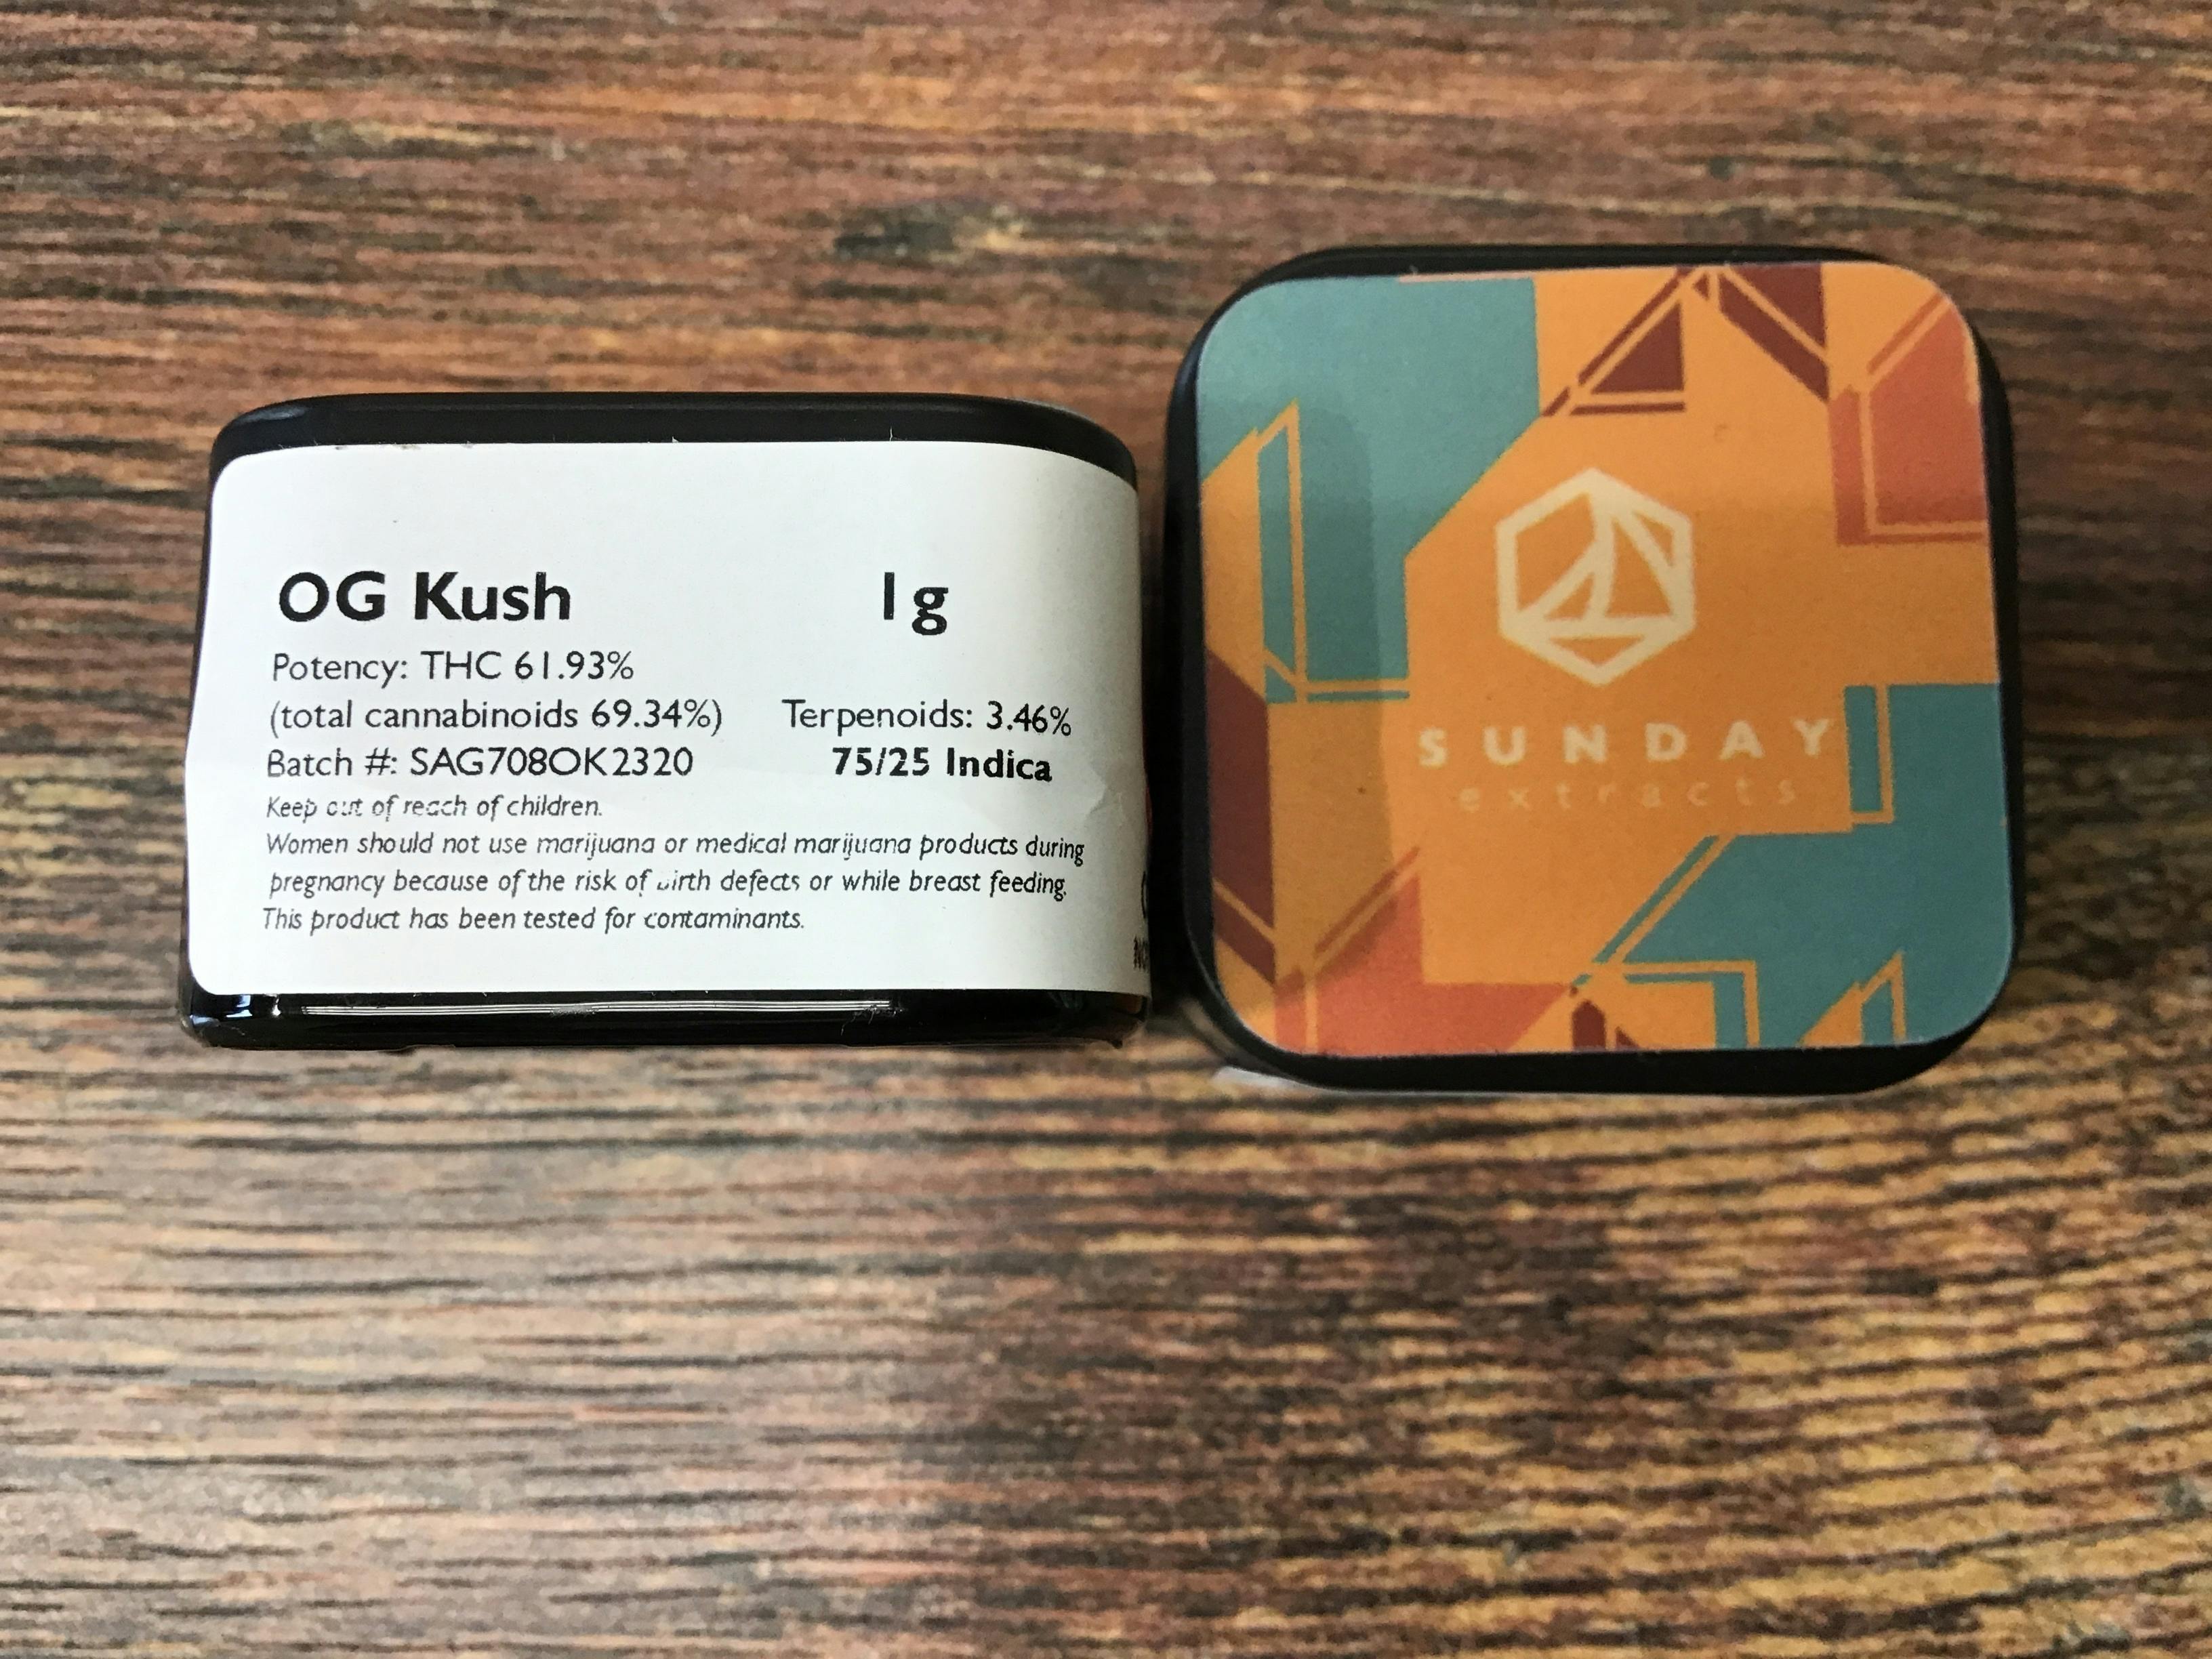 OG Kush 1g
Potency: THC 61.93%
(total cannabinoids 69.34%) Terpenoids: 3.46%
Batch #: SAG708OK2320 75/25 Indica
Keep out of reach of children.
Women should not use marijuana or medical marijuana products during
pregnancy because of the risk of birth defects or while breast feeding.
This product has been tested for contaminants.
SUNDAY
extracts